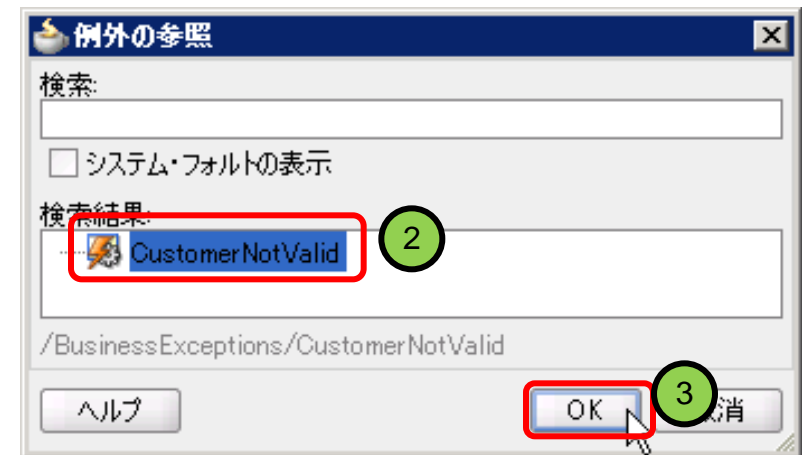 例外の参照
検索:
システム・フォルトの表示
検索結果:
CustomerNotValid
2
/BusinessExceptions/CustomerNotValid
ヘルプ OK 3 消